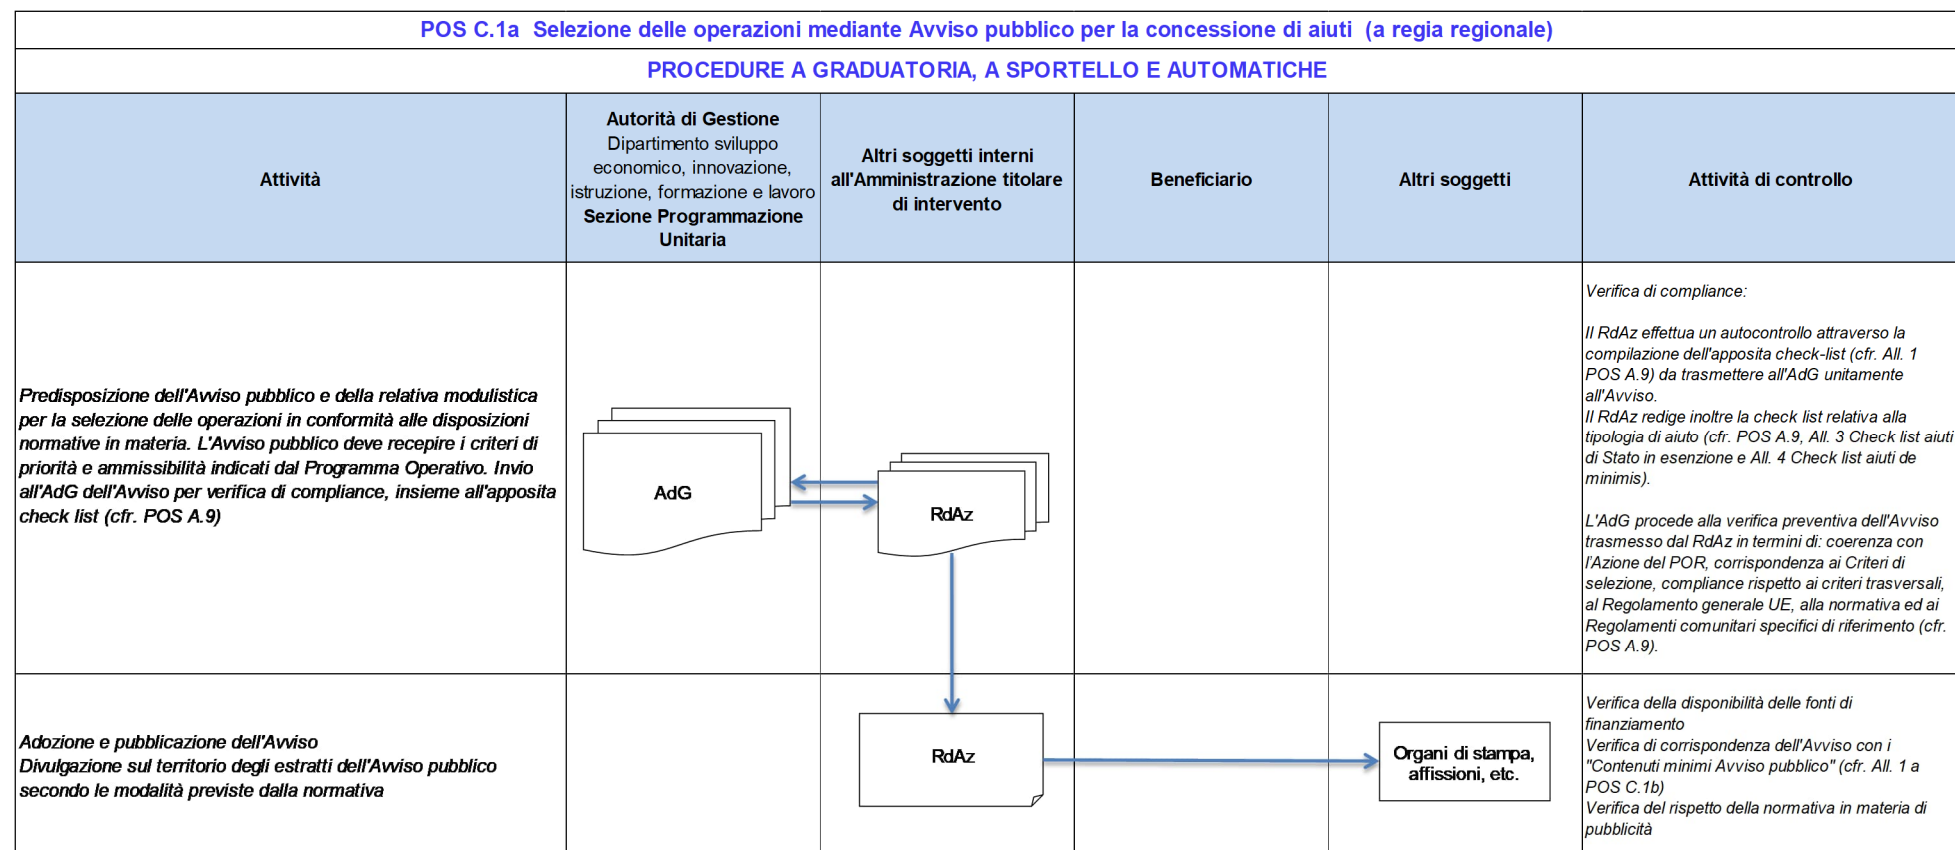 POS C.1a  Selezione delle operazioni mediante Avviso pubblico per la concessione di aiuti  (a regia regionale)
PROCEDURE A GRADUATORIA, A SPORTELLO E AUTOMATICHE
Attività
Autorità di Gestione
Dipartimento sviluppo
economico, innovazione,
istruzione, formazione e lavoro
Sezione Programmazione
Unitaria
Altri soggetti interni
all'Amministrazione titolare
di intervento
Beneficiario
Altri soggetti
Attività di controllo
Predisposizione dell'Avviso pubblico e della relativa modulistica
per la selezione delle operazioni in conformità alle disposizioni
normative in materia. L'Avviso pubblico deve recepire i criteri di
priorità e ammissibilità indicati dal Programma Operativo. Invio
all'AdG dell'Avviso per verifica di compliance, insieme all'apposita
check list (cfr. POS A.9)
AdG
RdAz
Verifica di compliance:
Il RdAz effettua un autocontrollo attraverso la
compilazione dell'apposita check-list (cfr. All. 1
POS A.9) da trasmettere all'AdG unitamente
all'Avviso.
Il RdAz redige inoltre la check list relativa alla
tipologia di aiuto (cfr. POS A.9, All. 3 Check list aiuti
di Stato in esenzione e All. 4 Check list aiuti de
minimis).
L'AdG procede alla verifica preventiva dell'Avviso
trasmesso dal RdAz in termini di: coerenza con
l'Azione del POR, corrispondenza ai Criteri di
selezione, compliance rispetto ai criteri trasversali,
al Regolamento generale UE, alla normativa ed ai
Regolamenti comunitari specifici di riferimento (cfr.
POS A.9).
Adozione e pubblicazione dell'Avviso
Divulgazione sul territorio degli estratti dell'Avviso pubblico
secondo le modalità previste dalla normativa
RdAz
Organi di stampa,
affissioni, etc.
Verifica della disponibilità delle fonti di
finanziamento
Verifica di corrispondenza dell'Avviso con i
"Contenuti minimi Avviso pubblico" (cfr. All. 1 a
POS C.1b)
Verifica del rispetto della normativa in materia di
pubblicità